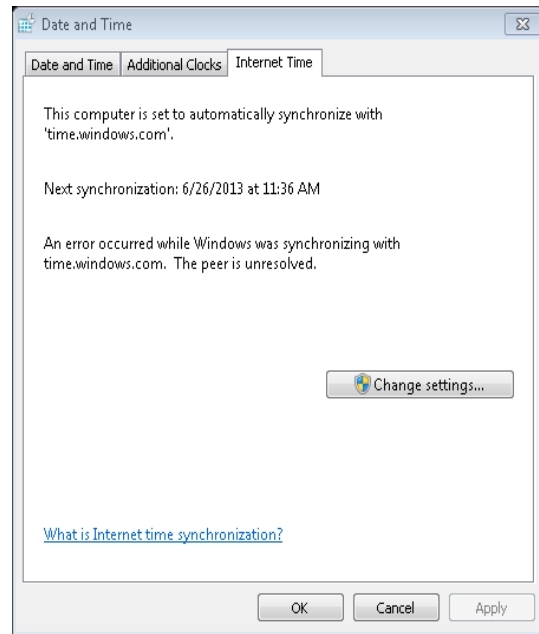 Date and Time
Date and Time
Additional Clocks
Internet Time
This computer is set to automatically synchronize with
'time.windows.com'.
Next synchronization: 6/26/2013 at 11:36 AM
An error occurred while Windows was synchronizing with
time.windows.com. The peer is unresolved.
Change settings...
What is Internet time synchronization?
OK
Cancel
Apply